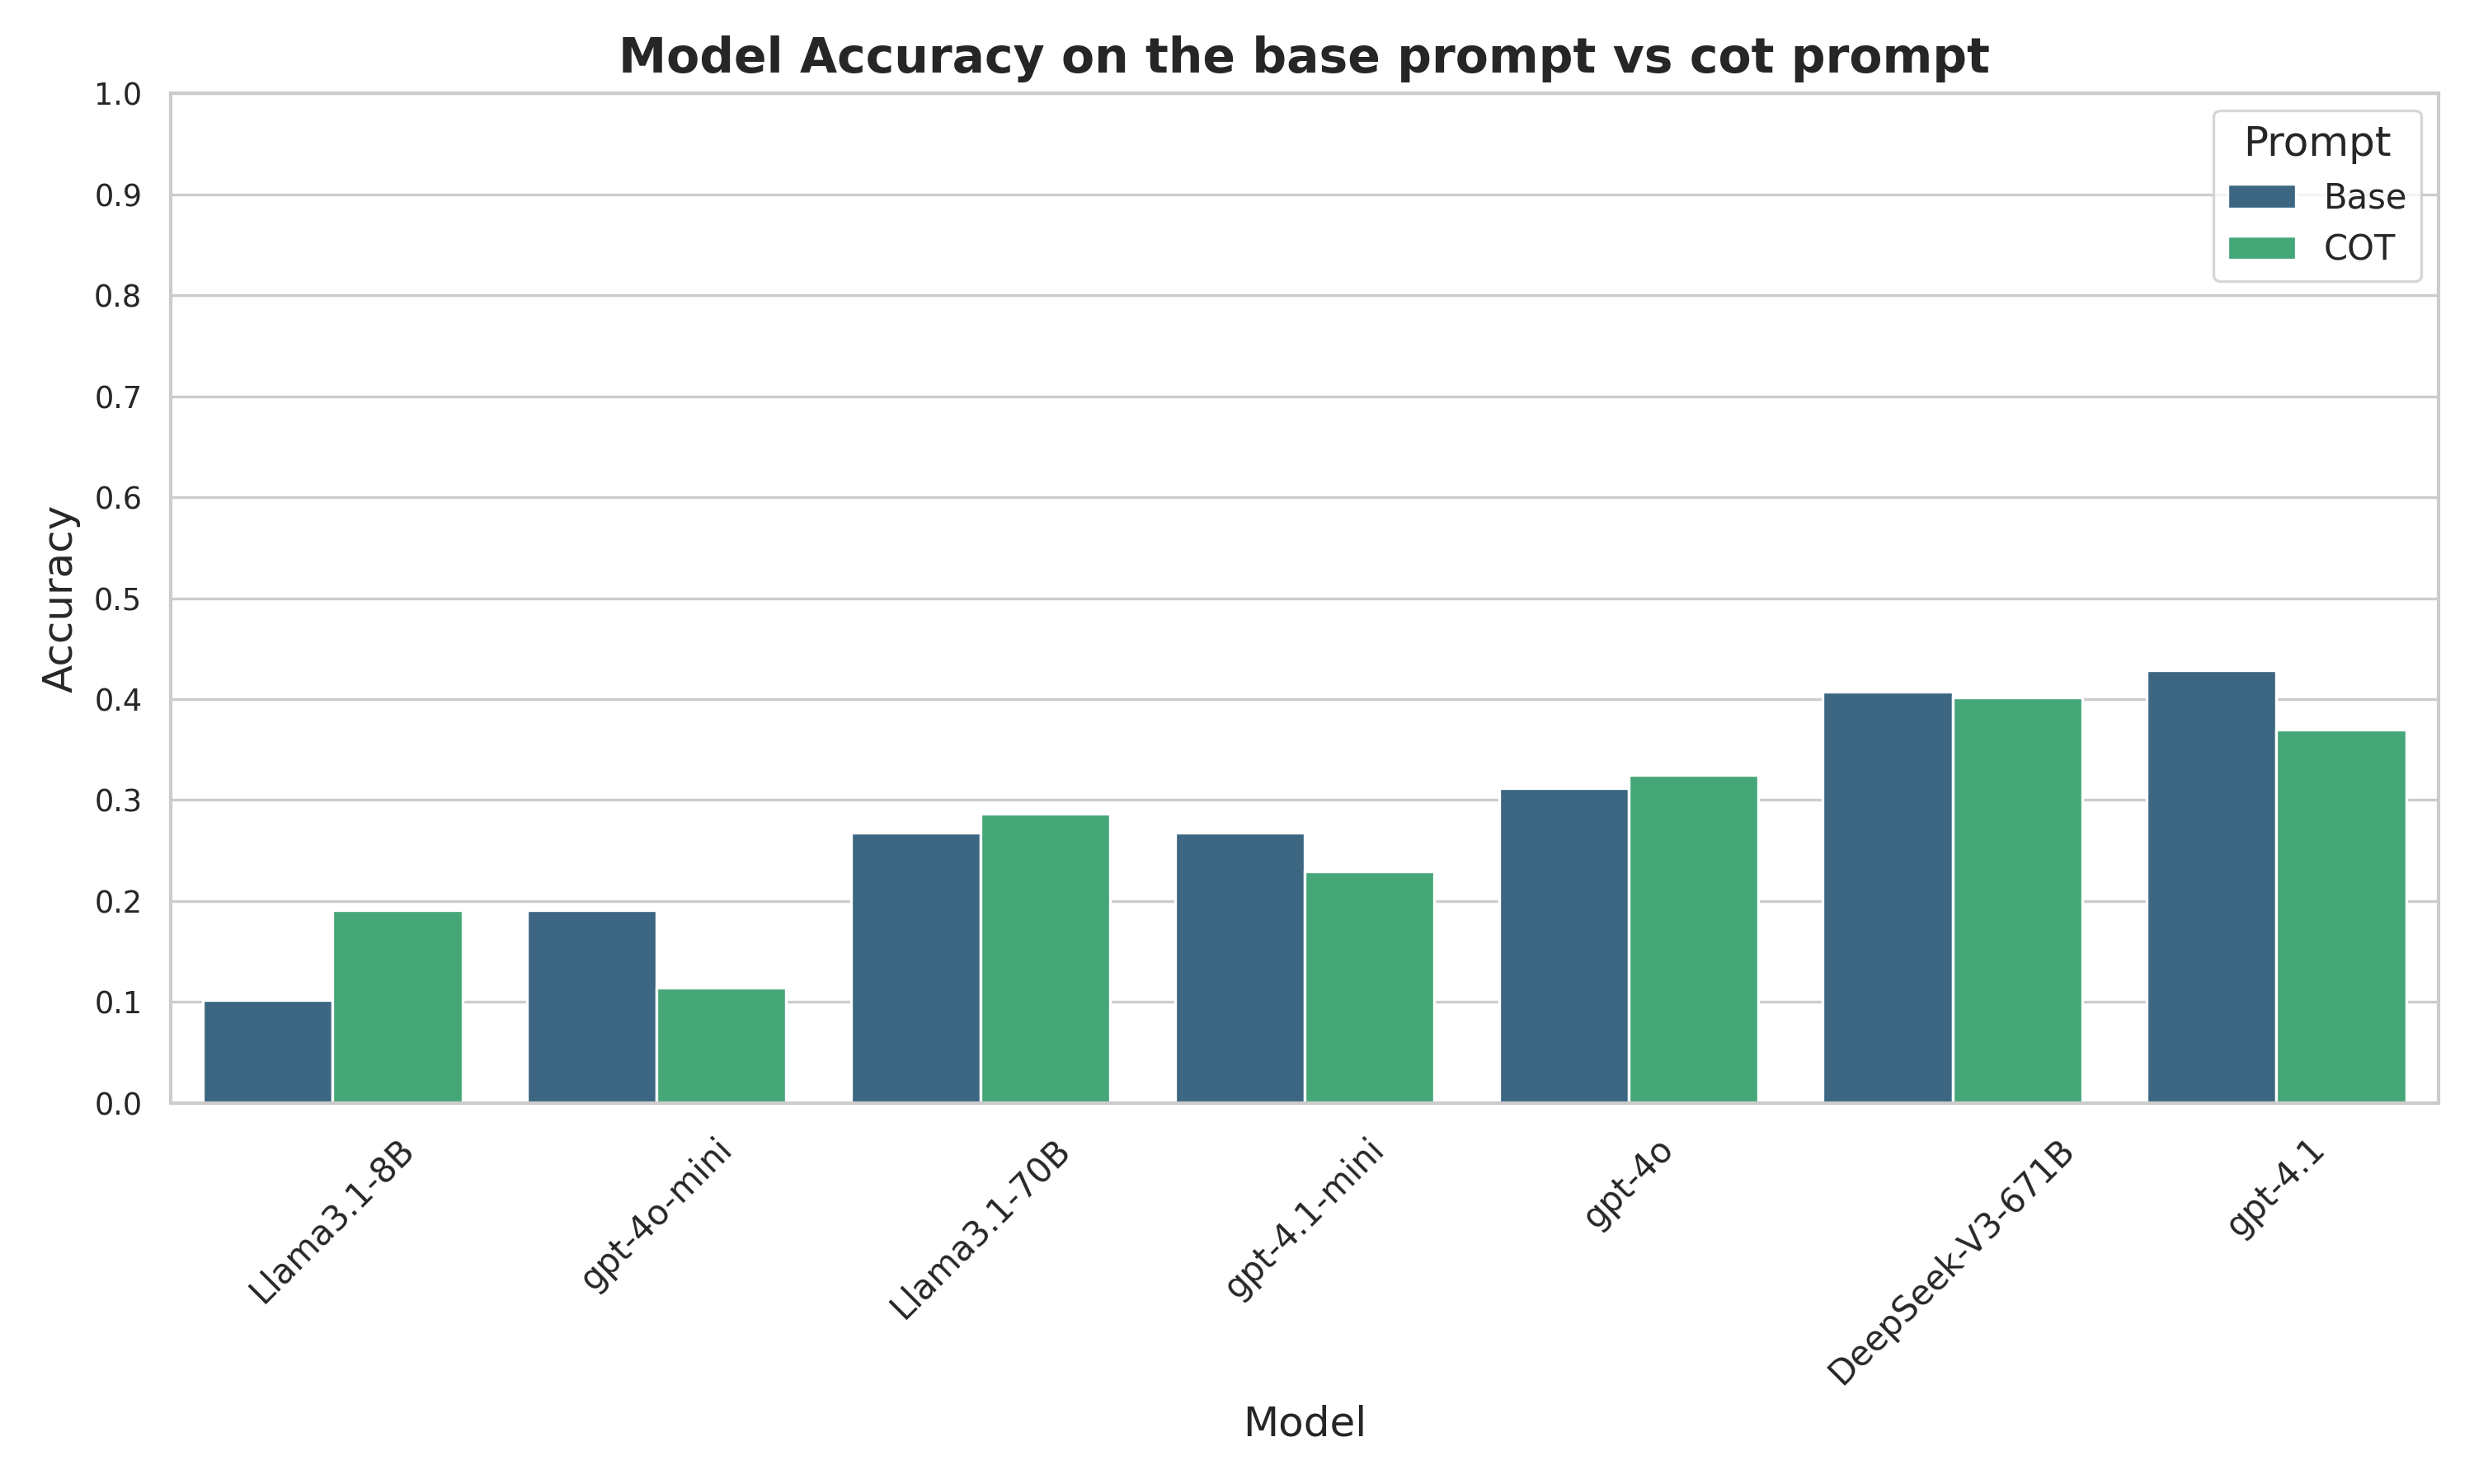 Model Accuracy on the base prompt vs cot prompt
1.0
0.9
0.8
0.7
0.6
0.5
0.4
0.3
0.2
0.1
0.0
Accuracy
Prompt
Base
COT
Llama3.1-8B
gpt-4o-mini
Llama3.1-70B
gpt-4.1-mini
gpt-4o
DeepSeek-V3-671B
gpt-4.1
Model